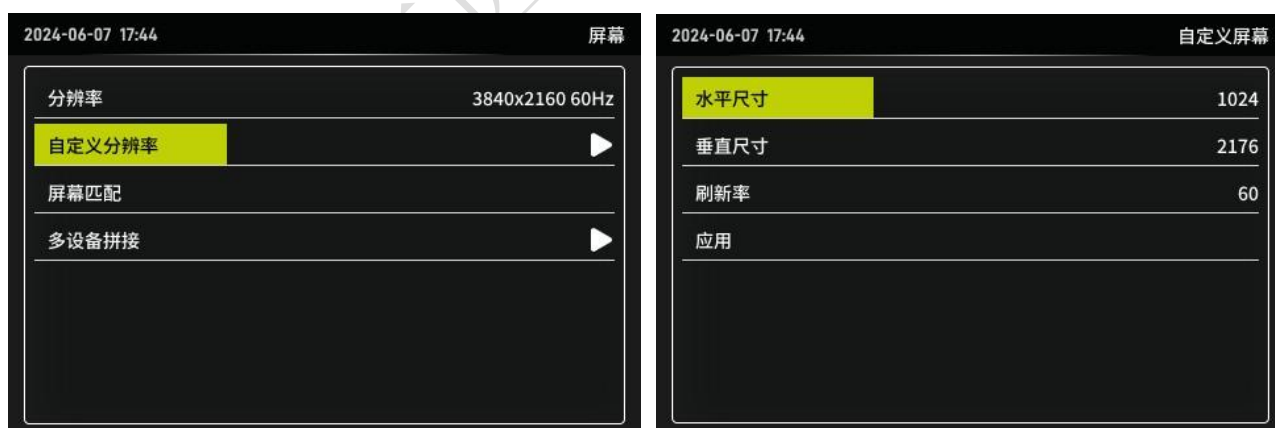 2024-06-07 17:44 屏幕
分辨率 3840x2160 60Hz
自定义分辨率
屏幕匹配
多设备拼接
2024-06-07 17:44 自定义屏幕
水平尺寸 1024
垂直尺寸 2176
刷新率 60
应用